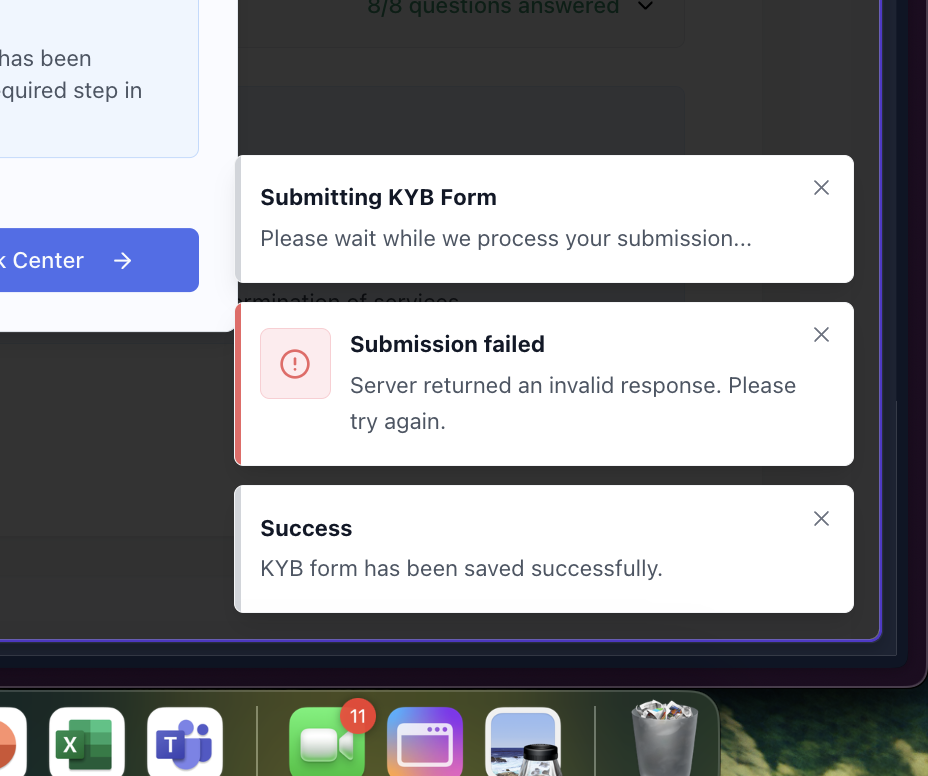 8/8 questions answered
has been
quired step in
Submitting KYB Form
Please wait while we process your submission...
k Center
rmination of services
Submission failed
Server returned an invalid response. Please
try again.
Success
KYB form has been saved successfully.
11
X
T